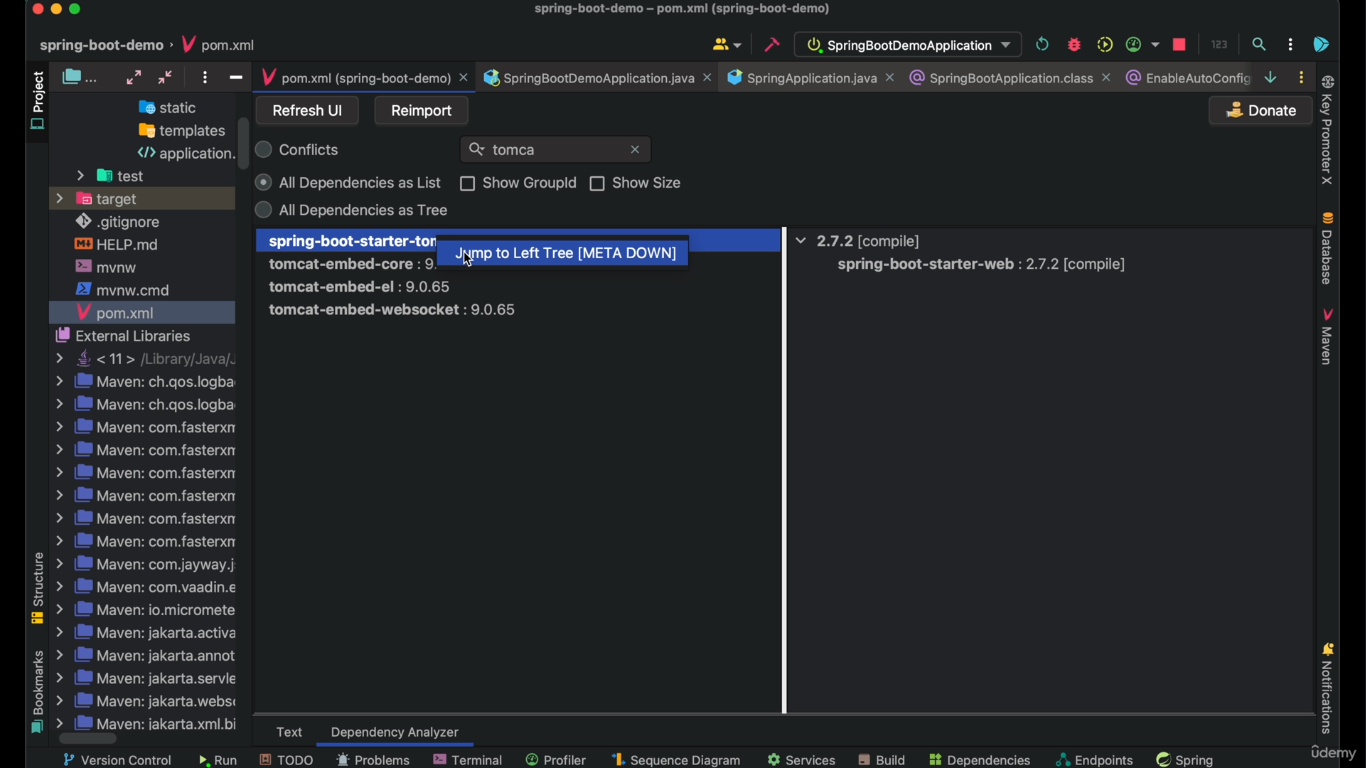 spring-boot-demo – pom.xml (spring-boot-demo)
spring-boot-demo › pom.xml
SpringBootDemoApplication
123
Project
...
pom.xml (spring-boot-demo)
SpringBootDemoApplication.java
SpringApplication.java
SpringBootApplication.class
EnableAutoConfig
static
templates
application.
test
target
.gitignore
HELP.md
mvnw
mvnw.cmd
pom.xml
External Libraries
< 11 > /Library/Java/J
Maven: ch.qos.logba
Maven: ch.qos.logba
Maven: com.fasterxm
Maven: com.fasterxm
Maven: com.fasterxm
Maven: com.fasterxm
Maven: com.fasterxm
Maven: com.fasterxm
Maven: com.jayway.js
Maven: com.vaadin.e
Maven: io.micromete
Maven: jakarta.activa
Maven: jakarta.annot
Maven: jakarta.servle
Maven: jakarta.webs
Maven: jakarta.xml.bi
Structure
Bookmarks
Refresh UI
Reimport
Donate
Conflicts
tomca
All Dependencies as List
Show GroupId
Show Size
All Dependencies as Tree
spring-boot-starter-tom
Jump to Left Tree [META DOWN]
tomcat-embed-core : 9.
tomcat-embed-el : 9.0.65
tomcat-embed-websocket : 9.0.65
2.7.2 [compile]
spring-boot-starter-web : 2.7.2 [compile]
Key Promoter X
Database
Maven
Notifications
Text
Dependency Analyzer
Version Control
Run
TODO
Problems
Terminal
Profiler
Sequence Diagram
Services
Build
Dependencies
Endpoints
Spring
ûdemy